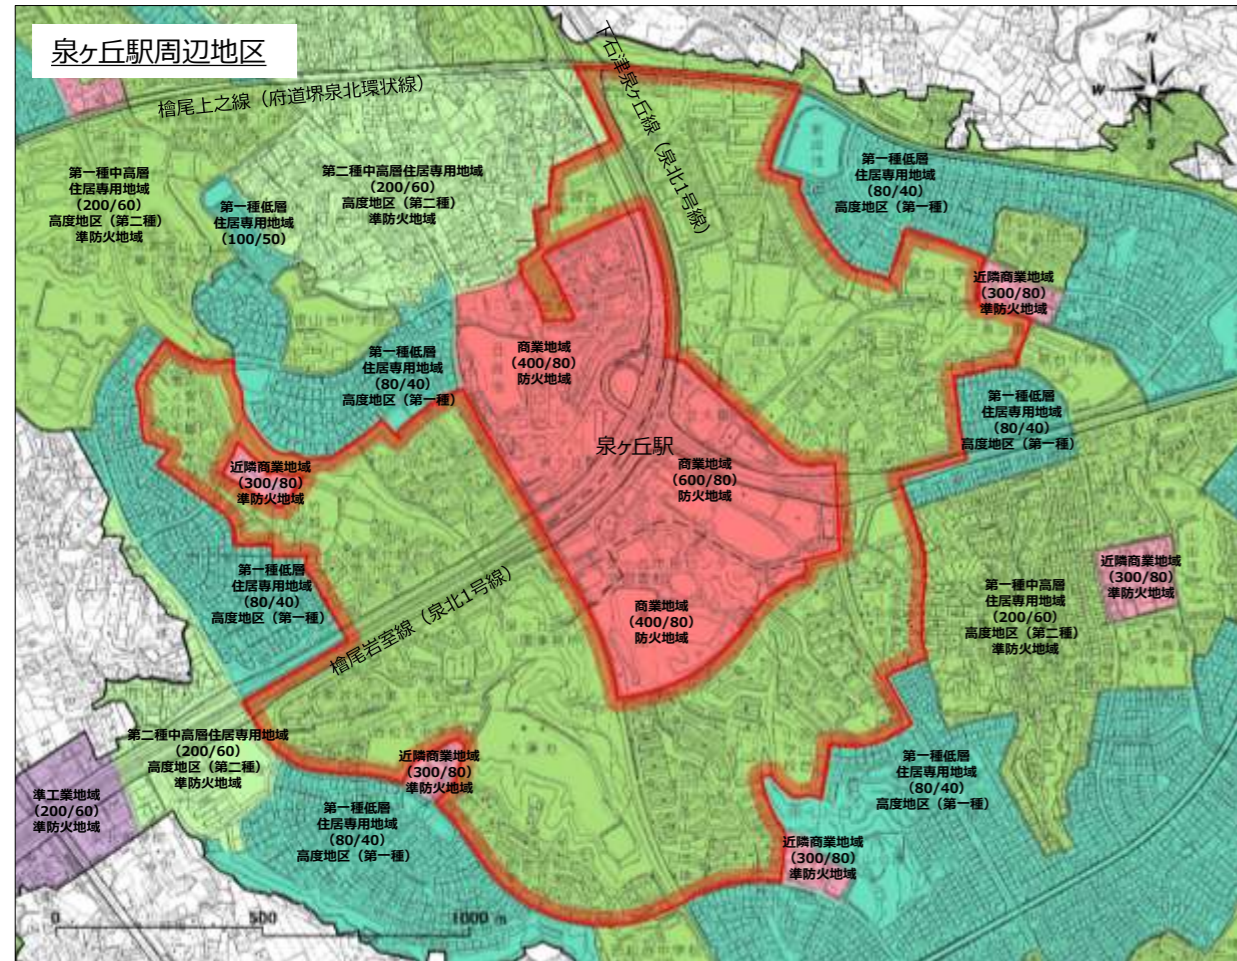 泉ヶ丘駅周辺地区
檜尾上之線（府道堺泉北環状線）
下石津泉ヶ丘線（泉北1号線）
N
W
E
S
第一種中高層
住居専用地域
(200/60)
高度地区（第二種）
準防火地域
第一種低層
住居専用地域
(100/50)
第二種中高層住居専用地域
(200/60)
高度地区（第二種）
準防火地域
第一種低層
住居専用地域
(80/40)
高度地区（第一種）
近隣商業地域
(300/80)
準防火地域
商業地域
(400/80)
防火地域
第一種低層
住居専用地域
(80/40)
高度地区（第一種）
第一種低層
住居専用地域
(80/40)
高度地区（第一種）
泉ヶ丘駅
商業地域
(600/80)
防火地域
近隣商業地域
(300/80)
準防火地域
第一種低層
住居専用地域
(80/40)
高度地区（第一種）
檜尾岩室線（泉北1号線）
商業地域
(400/80)
防火地域
第一種中高層
住居専用地域
(200/60)
高度地区（第二種）
準防火地域
近隣商業地域
(300/80)
準防火地域
第二種中高層住居専用地域
(200/60)
高度地区（第二種）
準防火地域
準工業地域
(200/60)
準防火地域
近隣商業地域
(300/80)
準防火地域
第一種低層
住居専用地域
(80/40)
高度地区（第一種）
第一種低層
住居専用地域
(80/40)
高度地区（第一種）
近隣商業地域
(300/80)
準防火地域
0
500
1000 m